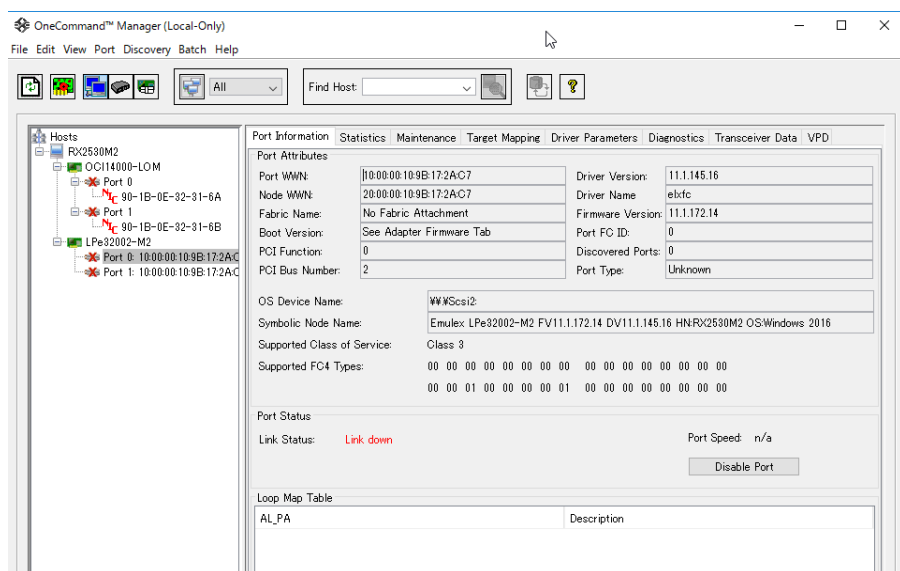 OneCommand™ Manager (Local-Only)
File Edit View Port Discovery Batch Help
All
Find Host:
Hosts
RX2530M2
OCI14000-LOM
Port 0
90-1B-0E-32-31-6A
Port 1
90-1B-0E-32-31-6B
LPe32002-M2
Port 0: 10:00:00:10:9B:17:2A:C
Port 1: 10:00:00:10:9B:17:2A:C
Port Information Statistics Maintenance Target Mapping Driver Parameters Diagnostics Transceiver Data VPD
Port Attributes
Port WWN: 10:00:00:10:9B:17:2A:C7 Driver Version: 11.1.145.16
Node WWN: 20:00:00:10:9B:17:2A:C7 Driver Name elxfc
Fabric Name: No Fabric Attachment Firmware Version: 11.1.172.14
Boot Version: See Adapter Firmware Tab Port FC ID: 0
PCI Function: 0 Discovered Ports: 0
PCI Bus Number: 2 Port Type: Unknown
OS Device Name: ¥¥.¥Scsi2:
Symbolic Node Name: Emulex LPe32002-M2 FV11.1.172.14 DV11.1.145.16 HN:RX2530M2 OS:Windows 2016
Supported Class of Service: Class 3
Supported FC4 Types: 00 00 00 00 00 00 00 00 00 00 00 00 00 00 00 00
00 00 01 00 00 00 00 01 00 00 00 00 00 00 00 00
Port Status
Link Status: Link down Port Speed: n/a
Disable Port
Loop Map Table
AL_PA Description